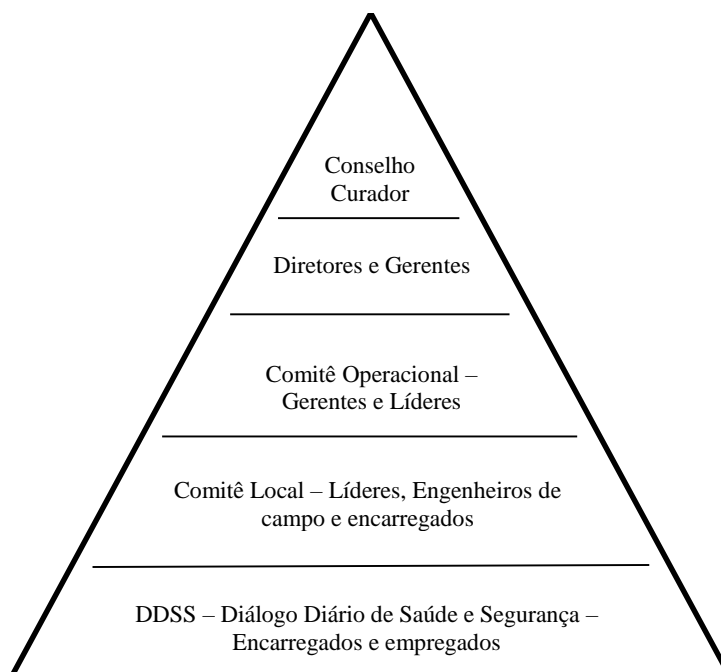 Conselho
Curador
Diretores e Gerentes
Comitê Operacional –
Gerentes e Líderes
Comitê Local – Líderes, Engenheiros de
campo e encarregados
DDSS – Diálogo Diário de Saúde e Segurança –
Encarregados e empregados